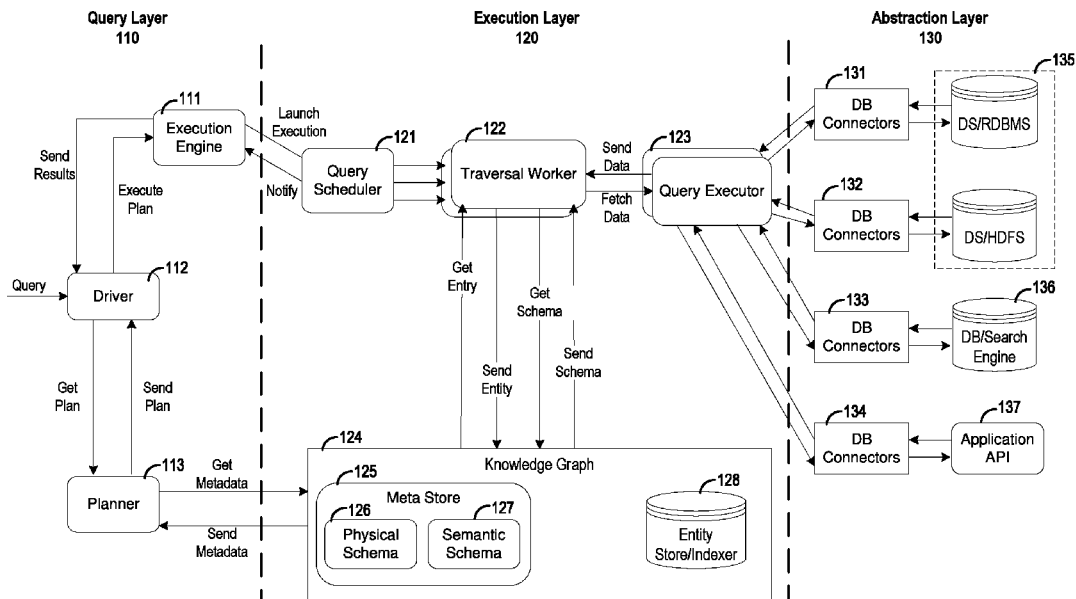 Query Layer
110
Execution Layer
120
Abstraction Layer
130
111
Execution
Engine
Launch
Execution
Notify
Send
Results
Execute
Plan
Query
112
Driver
Get
Plan
Send
Plan
113
Planner
Get
Metadata
Send
Metadata
121
Query
Scheduler
122
Traversal Worker
Send
Data
Fetch
Data
123
Query Executor
Get
Entry
Send
Entity
Get
Schema
Send
Schema
124
Knowledge Graph
125
Meta Store
126
Physical
Schema
127
Semantic
Schema
128
Entity
Store/Indexer
131
DB
Connectors
132
DB
Connectors
133
DB
Connectors
134
DB
Connectors
135
DS/RDBMS
DS/HDFS
136
DB/Search
Engine
137
Application
API